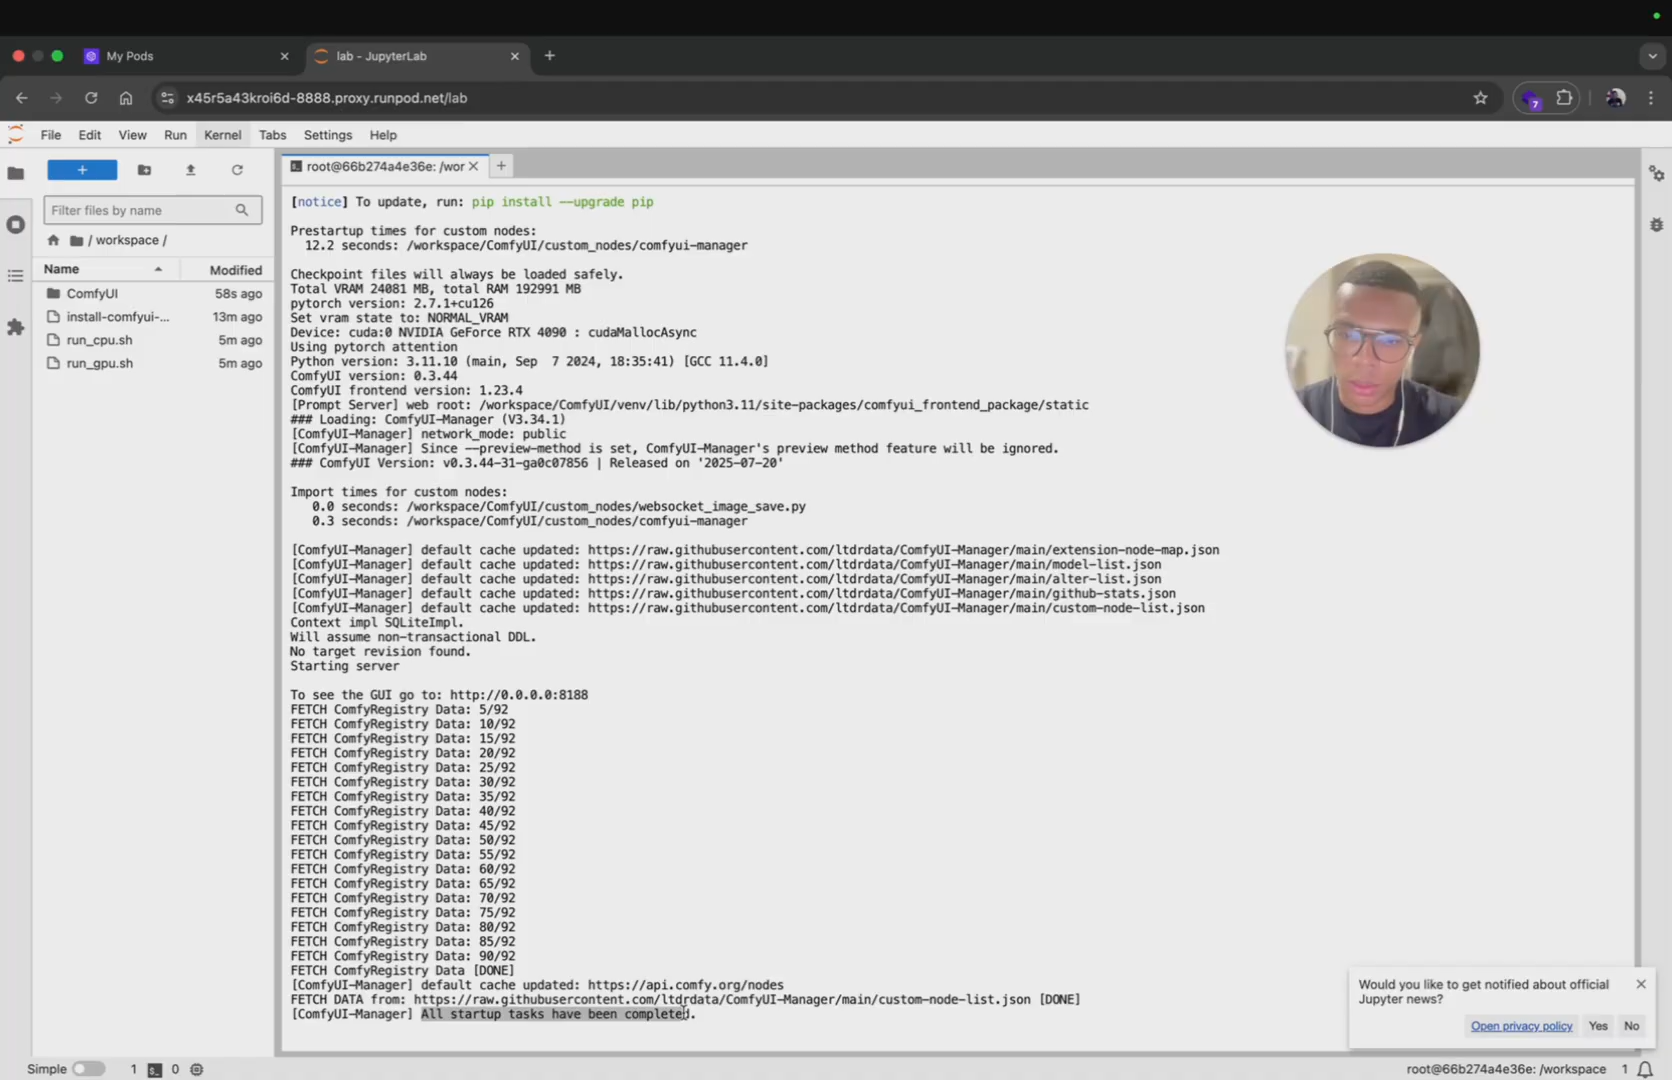 My Pods
lab - JupyterLab
x45r5a43kroi6d-8888.proxy.runpod.net/lab
7
File Edit View Run Kernel Tabs Settings Help
root@66b274a4e36e: /wor
Filter files by name
/ workspace /
Name Modified
ComfyUI 58s ago
install-comfyui-... 13m ago
run_cpu.sh 5m ago
run_gpu.sh 5m ago
[notice] To update, run: pip install --upgrade pip
Prestartup times for custom nodes:
12.2 seconds: /workspace/ComfyUI/custom_nodes/comfyui-manager
Checkpoint files will always be loaded safely.
Total VRAM 24081 MB, total RAM 192991 MB
pytorch version: 2.7.1+cu126
Set vram state to: NORMAL_VRAM
Device: cuda:0 NVIDIA GeForce RTX 4090 : cudaMallocAsync
Using pytorch attention
Python version: 3.11.10 (main, Sep  7 2024, 18:35:41) [GCC 11.4.0]
ComfyUI version: 0.3.44
ComfyUI frontend version: 1.23.4
[Prompt Server] web root: /workspace/ComfyUI/venv/lib/python3.11/site-packages/comfyui_frontend_package/static
### Loading: ComfyUI-Manager (V3.34.1)
[ComfyUI-Manager] network_mode: public
[ComfyUI-Manager] Since --preview-method is set, ComfyUI-Manager's preview method feature will be ignored.
### ComfyUI Version: v0.3.44-31-ga0c07856 | Released on '2025-07-20'
Import times for custom nodes:
0.0 seconds: /workspace/ComfyUI/custom_nodes/websocket_image_save.py
0.3 seconds: /workspace/ComfyUI/custom_nodes/comfyui-manager
[ComfyUI-Manager] default cache updated: https://raw.githubusercontent.com/ltdrdata/ComfyUI-Manager/main/extension-node-map.json
[ComfyUI-Manager] default cache updated: https://raw.githubusercontent.com/ltdrdata/ComfyUI-Manager/main/model-list.json
[ComfyUI-Manager] default cache updated: https://raw.githubusercontent.com/ltdrdata/ComfyUI-Manager/main/alter-list.json
[ComfyUI-Manager] default cache updated: https://raw.githubusercontent.com/ltdrdata/ComfyUI-Manager/main/github-stats.json
[ComfyUI-Manager] default cache updated: https://raw.githubusercontent.com/ltdrdata/ComfyUI-Manager/main/custom-node-list.json
Context impl SQLiteImpl.
Will assume non-transactional DDL.
No target revision found.
Starting server
To see the GUI go to: http://0.0.0.0:8188
FETCH ComfyRegistry Data: 5/92
FETCH ComfyRegistry Data: 10/92
FETCH ComfyRegistry Data: 15/92
FETCH ComfyRegistry Data: 20/92
FETCH ComfyRegistry Data: 25/92
FETCH ComfyRegistry Data: 30/92
FETCH ComfyRegistry Data: 35/92
FETCH ComfyRegistry Data: 40/92
FETCH ComfyRegistry Data: 45/92
FETCH ComfyRegistry Data: 50/92
FETCH ComfyRegistry Data: 55/92
FETCH ComfyRegistry Data: 60/92
FETCH ComfyRegistry Data: 65/92
FETCH ComfyRegistry Data: 70/92
FETCH ComfyRegistry Data: 75/92
FETCH ComfyRegistry Data: 80/92
FETCH ComfyRegistry Data: 85/92
FETCH ComfyRegistry Data: 90/92
FETCH ComfyRegistry Data [DONE]
[ComfyUI-Manager] default cache updated: https://api.comfy.org/nodes
FETCH DATA from: https://raw.githubusercontent.com/ltdrdata/ComfyUI-Manager/main/custom-node-list.json [DONE]
[ComfyUI-Manager] All startup tasks have been completed.
Would you like to get notified about official
Jupyter news?
Open privacy policy Yes No
Simple 1 0 root@66b274a4e36e: /workspace 1